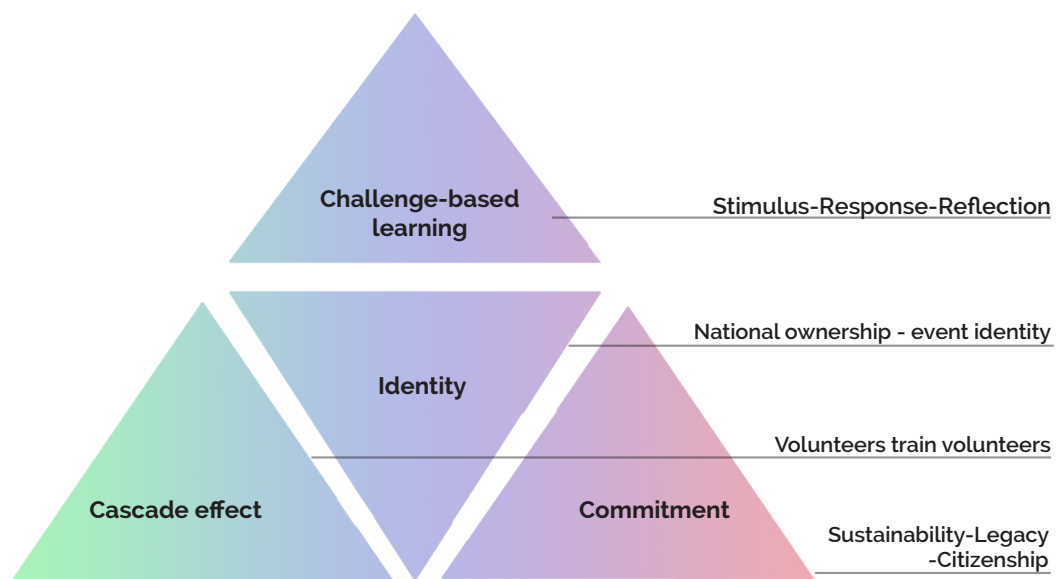 Challenge-based
learning
Stimulus-Response-Reflection
National ownership - event identity
Identity
Volunteers train volunteers
Cascade effect
Commitment
Sustainability-Legacy
-Citizenship